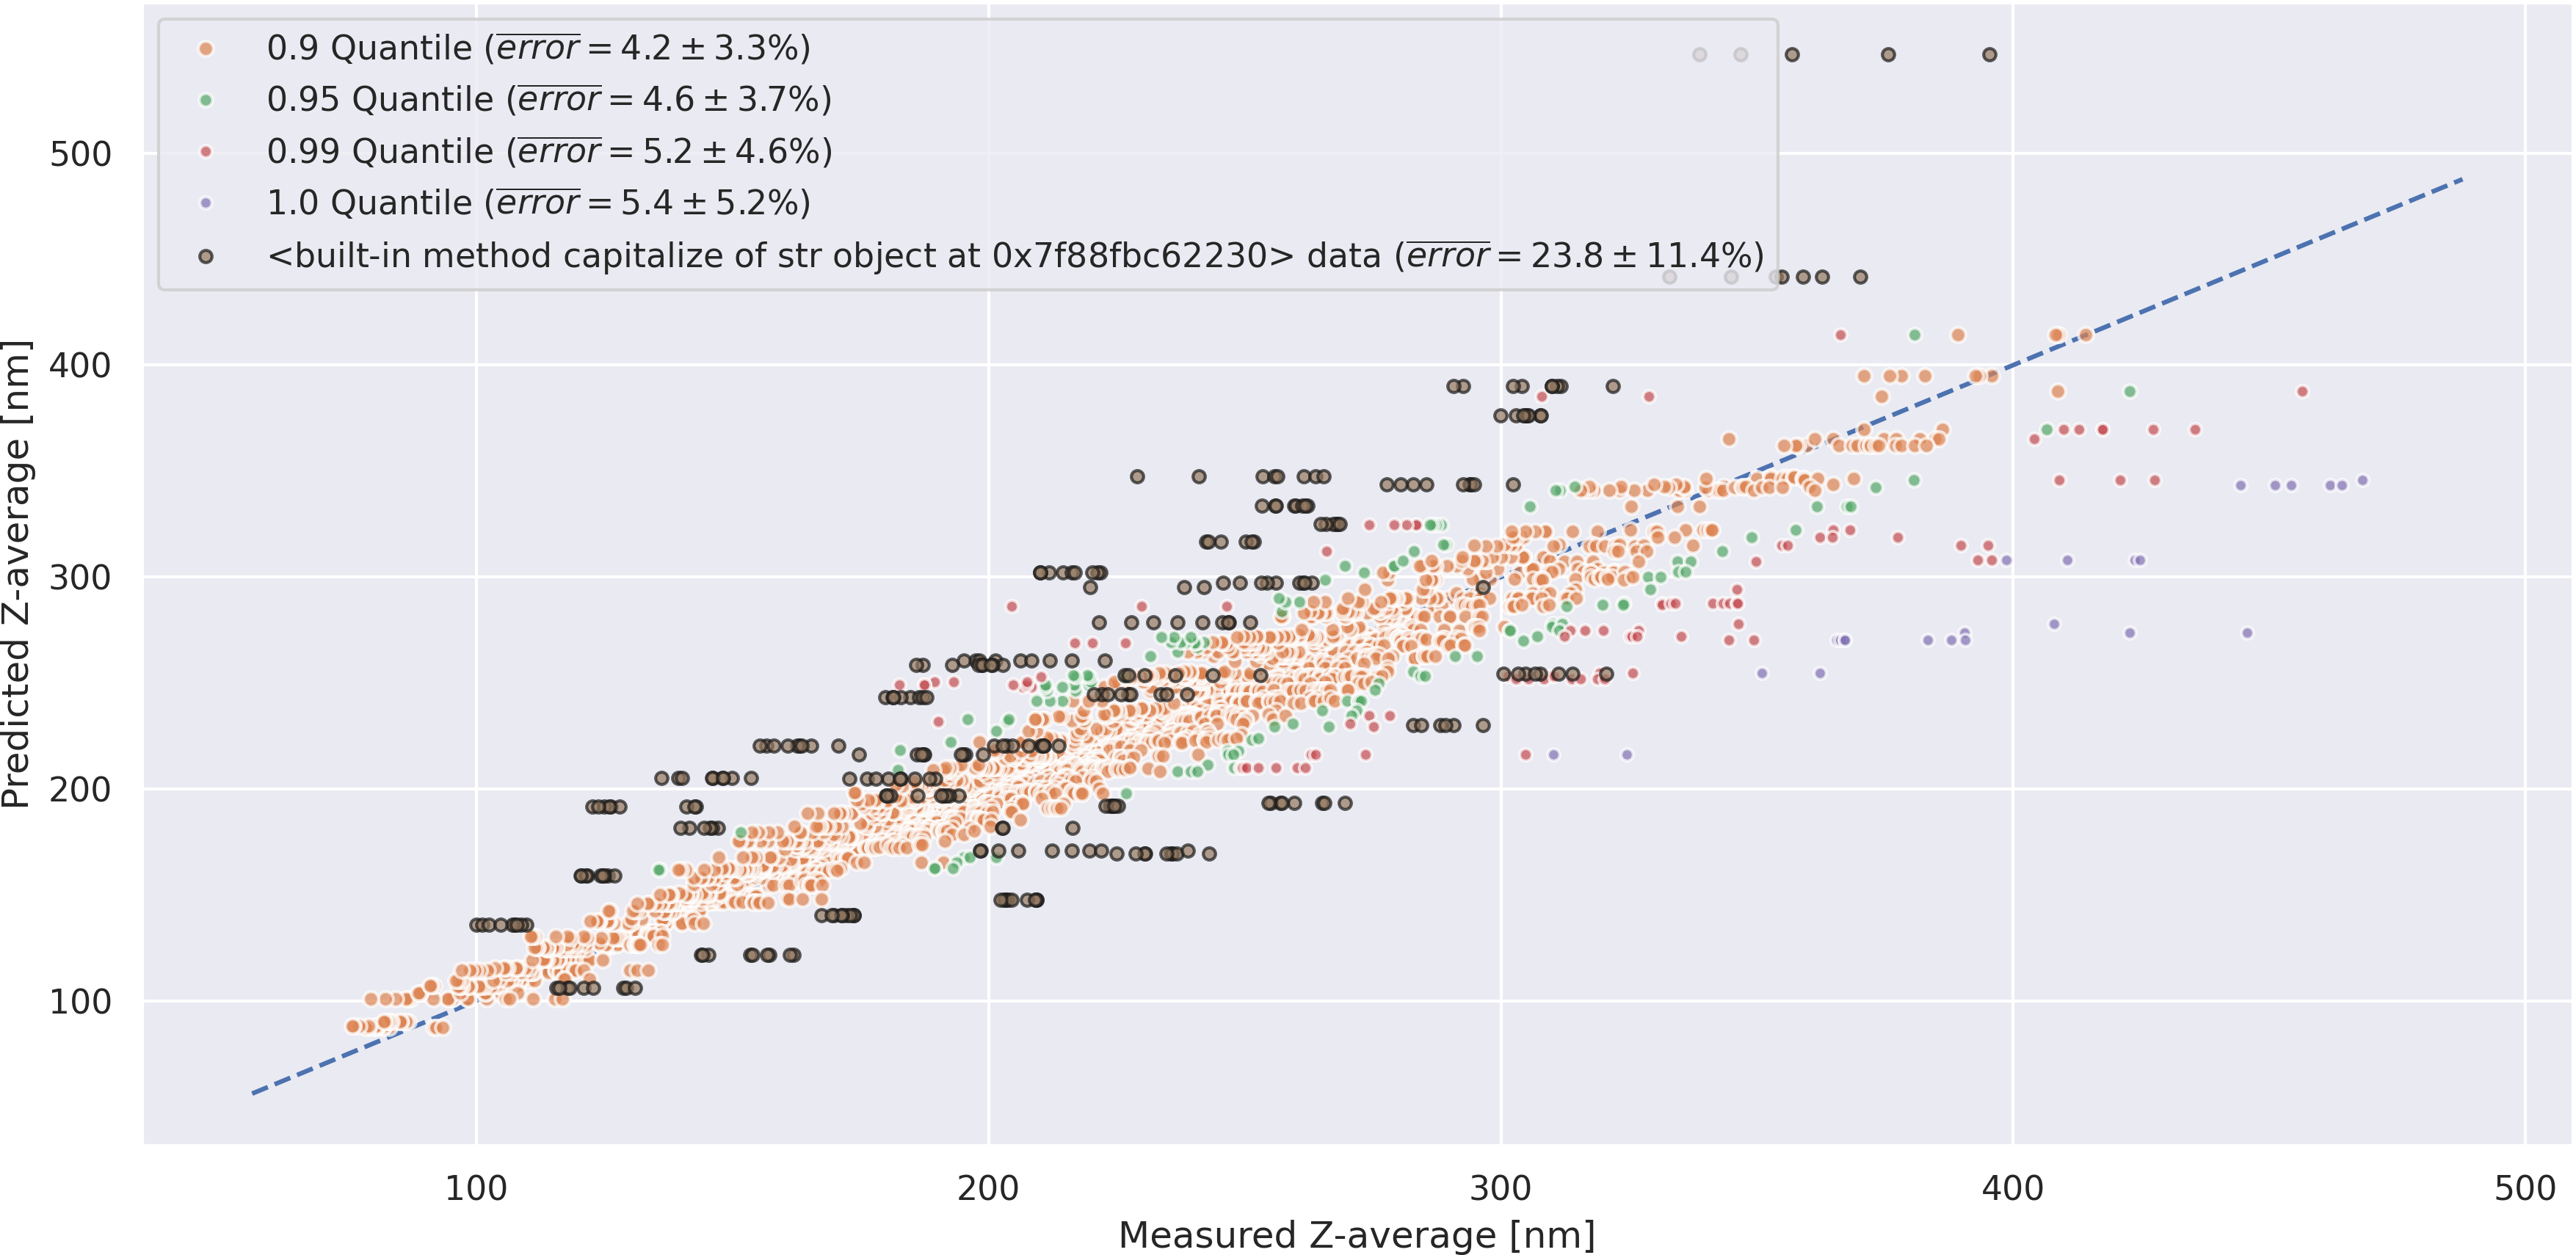 0.9 Quantile (error = 4.2 ± 3.3%)
0.95 Quantile (error = 4.6 ± 3.7%)
0.99 Quantile (error = 5.2 ± 4.6%)
1.0 Quantile (error = 5.4 ± 5.2%)
<built-in method capitalize of str object at 0x7f88fbc62230> data (error = 23.8 ± 11.4%)
500
400
300
200
100
Predicted Z-average [nm]
100
200
300
400
500
Measured Z-average [nm]